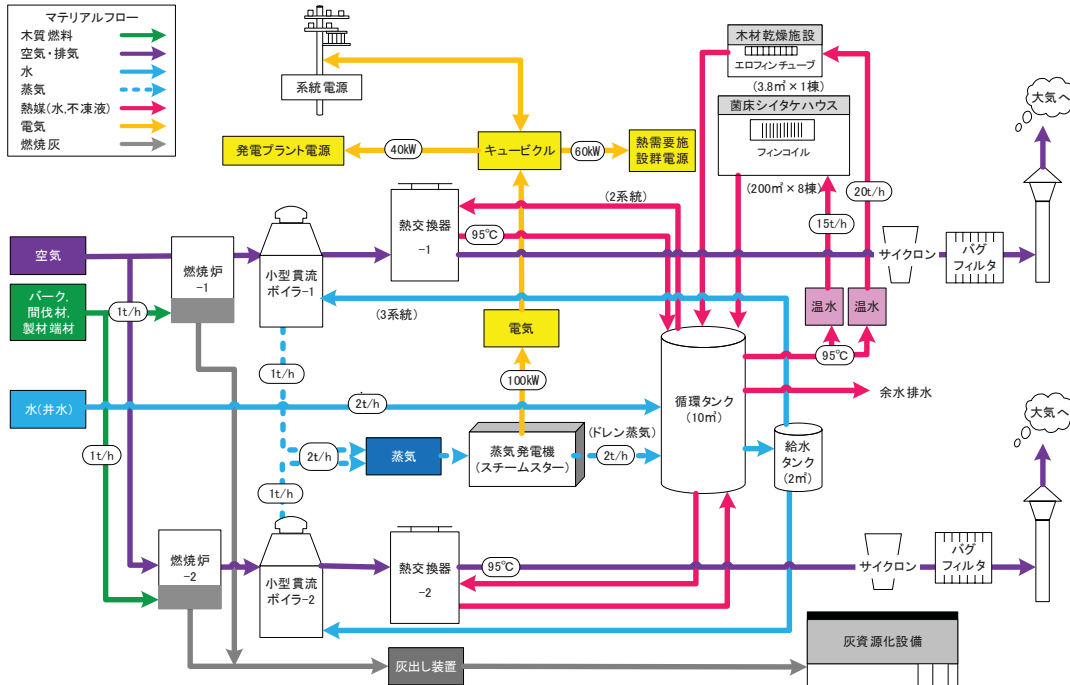 マテリアルフロー
木質燃料
空気・排気
水
蒸気
熱媒(水,不凍液)
電気
燃焼灰
系統電源
発電プラント電源
40kW
キュービクル
60kW
熱需要施
設群電源
木材乾燥施設
エロフィンチューブ
(3.8㎥×1棟)
菌床シイタケハウス
フィンコイル
(200㎡×8棟)
20t/h
15t/h
大気へ
空気
燃焼炉
-1
小型貫流
ボイラ-1
熱交換器
-1
(2系統)
95℃
サイクロン
バグ
フィルタ
バーク,
間伐材,
製材端材
1t/h
(3系統)
温水
温水
95℃
電気
100kW
1t/h
水(井水)
2t/h
循環タンク
(10㎥)
余水排水
1t/h
2t/h
蒸気
蒸気発電機
(スチームスター)
(ドレン蒸気)
2t/h
給水
タンク
(2㎥)
大気へ
1t/h
燃焼炉
-2
小型貫流
ボイラ-2
熱交換器
-2
95℃
サイクロン
バグ
フィルタ
灰出し装置
灰資源化設備